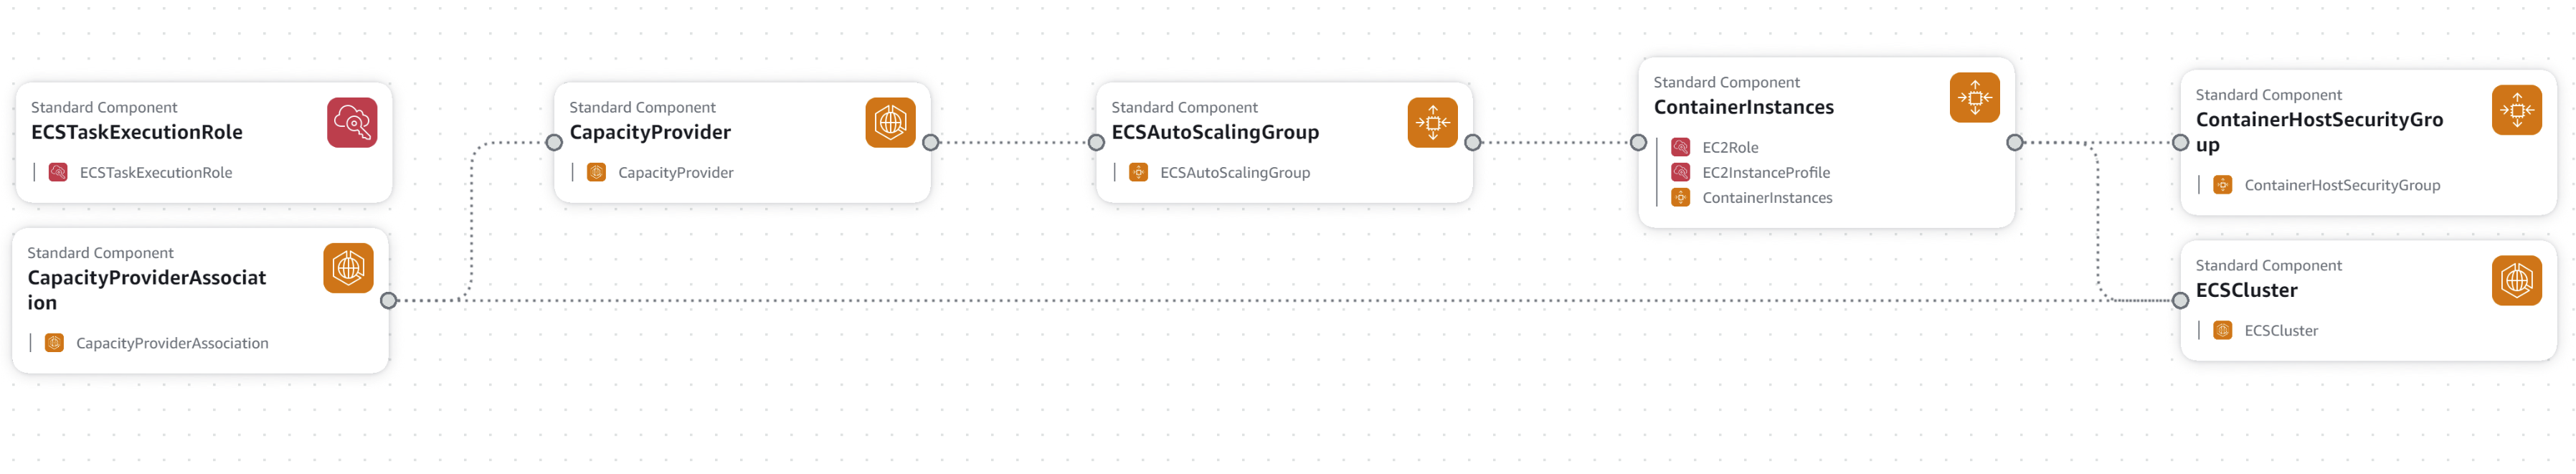 Standard Component
ECSTaskExecutionRole
ECSTaskExecutionRole
Standard Component
CapacityProviderAssociat
ion
CapacityProviderAssociation
Standard Component
CapacityProvider
CapacityProvider
Standard Component
ECSAutoScalingGroup
ECSAutoScalingGroup
Standard Component
ContainerInstances
EC2Role
EC2InstanceProfile
ContainerInstances
Standard Component
ContainerHostSecurityGro
up
ContainerHostSecurityGroup
Standard Component
ECSCluster
ECSCluster